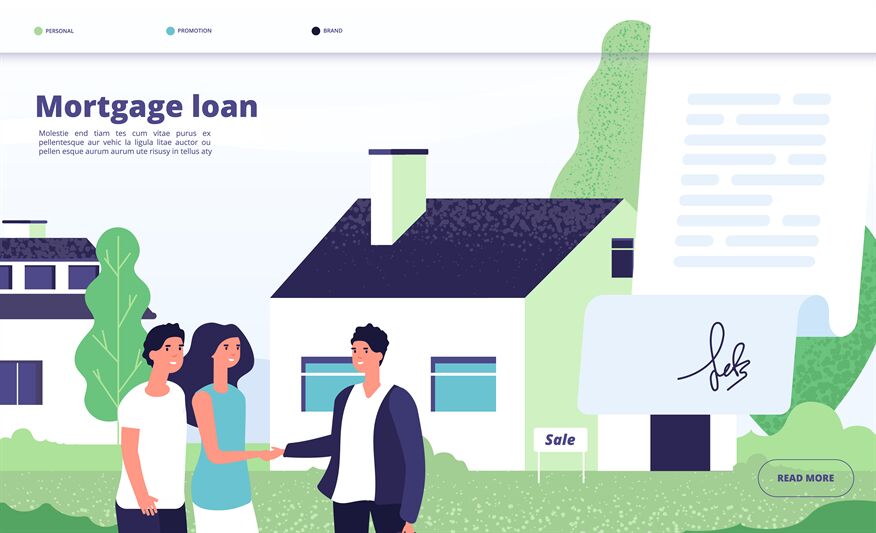 PERSONAL PROMOTION BRAND
Mortgage loan
Molestie end tiam tes cum vitae purus ex
pellentesque aur vehic la ligula litae auctor ou
pellen esque aurum aurum ute risusy in tellus aty
Sale
READ MORE